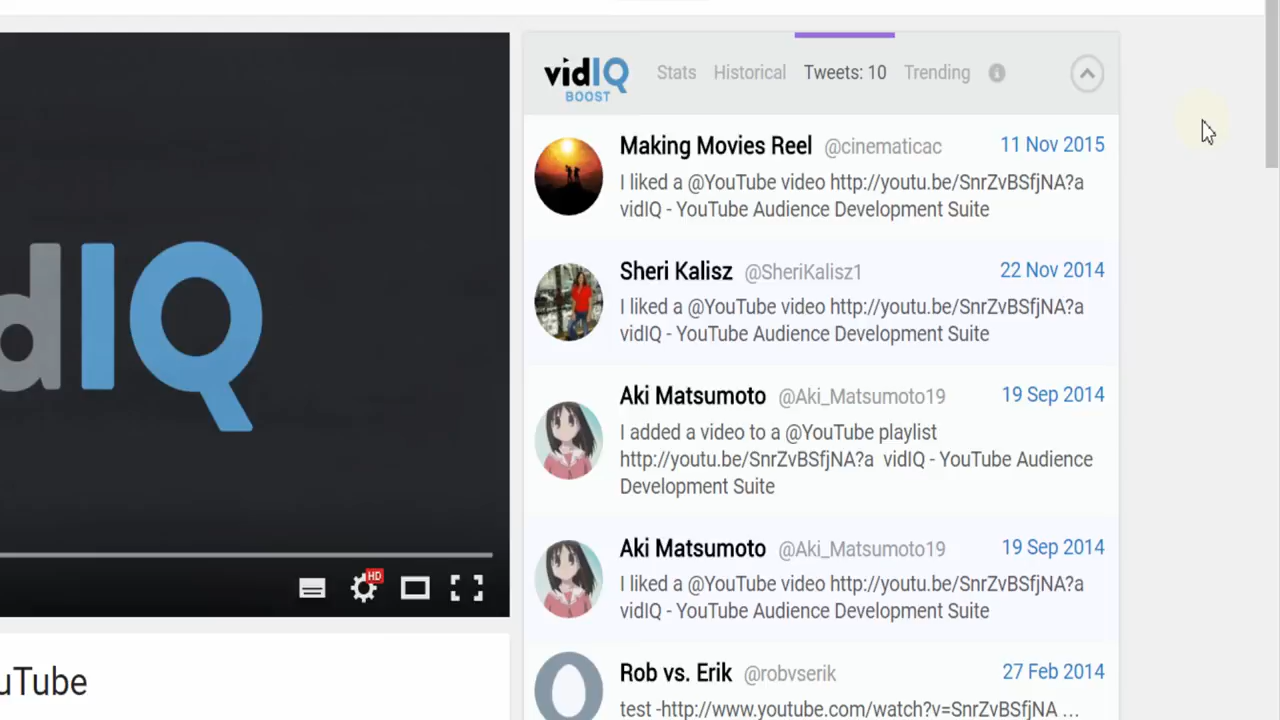 vidIQ
BOOST
Stats Historical Tweets: 10 Trending
Making Movies Reel @cinematicac 11 Nov 2015
I liked a @YouTube video http://youtu.be/SnrZvBSfjNA?a
vidIQ - YouTube Audience Development Suite
Sheri Kalisz @SheriKalisz1 22 Nov 2014
I liked a @YouTube video http://youtu.be/SnrZvBSfjNA?a
vidIQ - YouTube Audience Development Suite
Aki Matsumoto @Aki_Matsumoto19 19 Sep 2014
I added a video to a @YouTube playlist
http://youtu.be/SnrZvBSfjNA?a vidIQ - YouTube Audience
Development Suite
Aki Matsumoto @Aki_Matsumoto19 19 Sep 2014
I liked a @YouTube video http://youtu.be/SnrZvBSfjNA?a
vidIQ - YouTube Audience Development Suite
Rob vs. Erik @robvserik 27 Feb 2014
test -http://www.youtube.com/watch?v=SnrZvBSfjNA ...
dIQ
HD
uTube